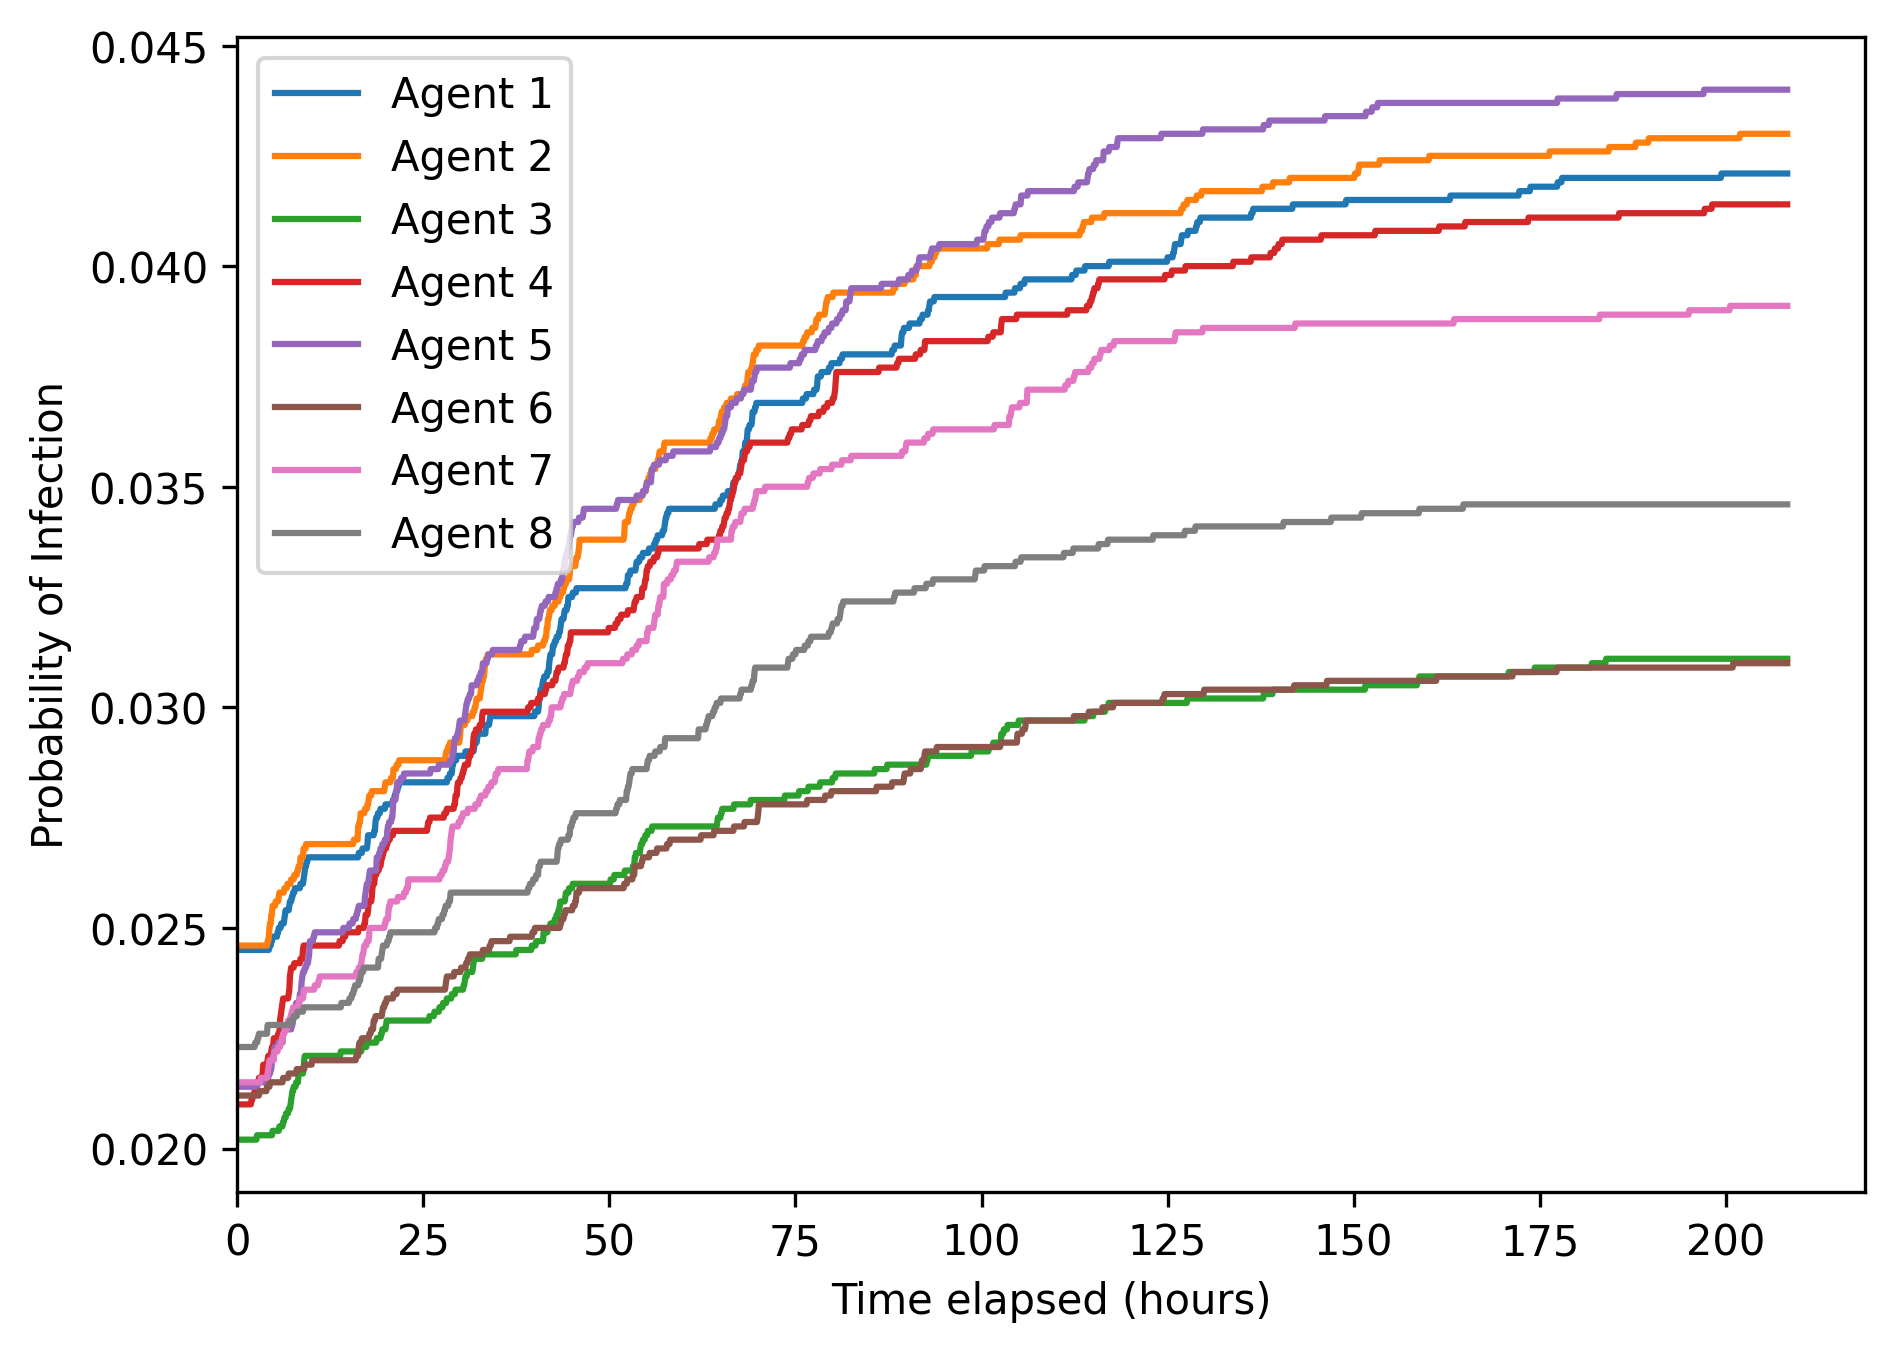 0.045
0.040
0.035
0.030
0.025
0.020
Probability of Infection
Agent 1
Agent 2
Agent 3
Agent 4
Agent 5
Agent 6
Agent 7
Agent 8
0 25 50 75 100 125 150 175 200
Time elapsed (hours)